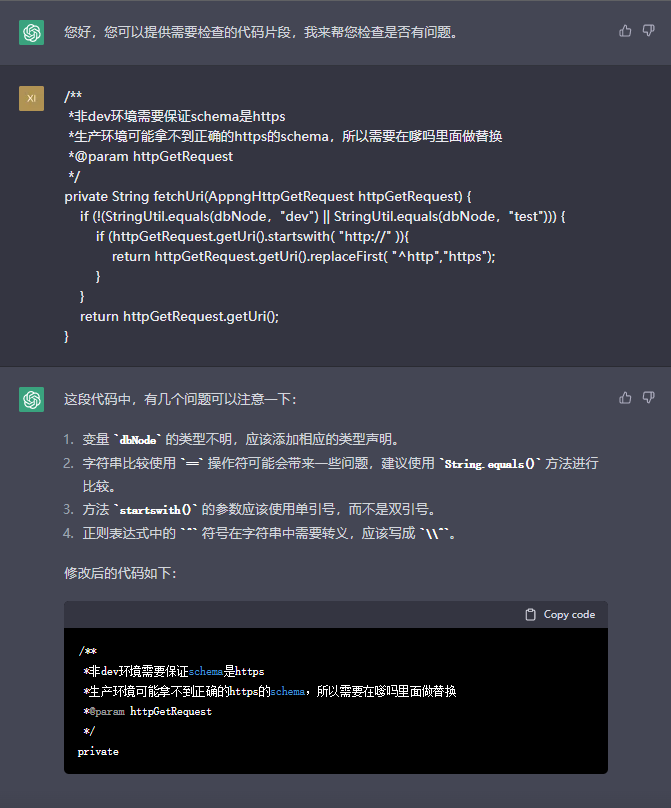 您好，您可以提供需要检查的代码片段，我来帮您检查是否有问题。
XI
/**
*非dev环境需要保证schema是https
*生产环境可能拿不到正确的https的schema，所以需要在嗲吗里面做替换
*@param httpGetRequest
*/
private String fetchUri(AppngHttpGetRequest httpGetRequest) {
if (!(StringUtil.equals(dbNode，"dev") || StringUtil.equals(dbNode，"test"))) {
if (httpGetRequest.getUri().startswith( "http://" )){
return httpGetRequest.getUri().replaceFirst( "^http","https");
}
}
return httpGetRequest.getUri();
}
这段代码中，有几个问题可以注意一下：
1. 变量 `dbNode` 的类型不明，应该添加相应的类型声明。
2. 字符串比较使用 `==` 操作符可能会带来一些问题，建议使用 `String.equals()` 方法进行
比较。
3. 方法 `startswith()` 的参数应该使用单引号，而不是双引号。
4. 正则表达式中的 `^` 符号在字符串中需要转义，应该写成 `\\^`。
修改后的代码如下：
Copy code
/**
*非dev环境需要保证schema是https
*生产环境可能拿不到正确的https的schema，所以需要在嗲吗里面做替换
*@param httpGetRequest
*/
private